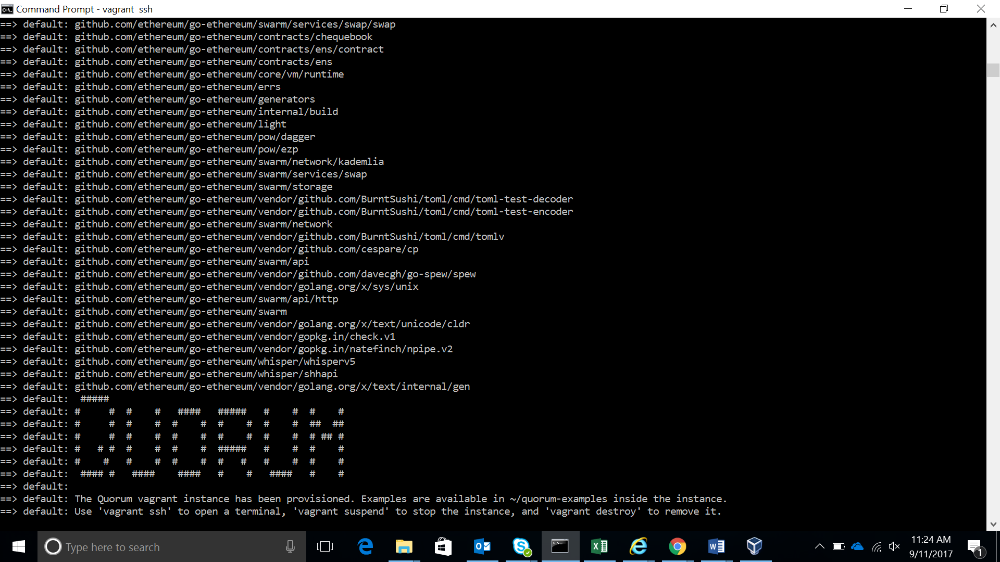 Command Prompt - vagrant  ssh
==> default: github.com/ethereum/go-ethereum/swarm/services/swap/swap
==> default: github.com/ethereum/go-ethereum/contracts/chequebook
==> default: github.com/ethereum/go-ethereum/contracts/ens/contract
==> default: github.com/ethereum/go-ethereum/contracts/ens
==> default: github.com/ethereum/go-ethereum/core/vm/runtime
==> default: github.com/ethereum/go-ethereum/errs
==> default: github.com/ethereum/go-ethereum/generators
==> default: github.com/ethereum/go-ethereum/internal/build
==> default: github.com/ethereum/go-ethereum/light
==> default: github.com/ethereum/go-ethereum/pow/dagger
==> default: github.com/ethereum/go-ethereum/pow/ezp
==> default: github.com/ethereum/go-ethereum/swarm/network/kademlia
==> default: github.com/ethereum/go-ethereum/swarm/services/swap
==> default: github.com/ethereum/go-ethereum/swarm/storage
==> default: github.com/ethereum/go-ethereum/vendor/github.com/BurntSushi/toml/cmd/toml-test-decoder
==> default: github.com/ethereum/go-ethereum/vendor/github.com/BurntSushi/toml/cmd/toml-test-encoder
==> default: github.com/ethereum/go-ethereum/swarm/network
==> default: github.com/ethereum/go-ethereum/vendor/github.com/BurntSushi/toml/cmd/tomlv
==> default: github.com/ethereum/go-ethereum/vendor/github.com/cespare/cp
==> default: github.com/ethereum/go-ethereum/swarm/api
==> default: github.com/ethereum/go-ethereum/vendor/github.com/davecgh/go-spew/spew
==> default: github.com/ethereum/go-ethereum/vendor/golang.org/x/sys/unix
==> default: github.com/ethereum/go-ethereum/swarm/api/http
==> default: github.com/ethereum/go-ethereum/swarm
==> default: github.com/ethereum/go-ethereum/vendor/golang.org/x/text/unicode/cldr
==> default: github.com/ethereum/go-ethereum/vendor/gopkg.in/check.v1
==> default: github.com/ethereum/go-ethereum/vendor/gopkg.in/natefinch/npipe.v2
==> default: github.com/ethereum/go-ethereum/whisper/whisperv5
==> default: github.com/ethereum/go-ethereum/whisper/shhapi
==> default: github.com/ethereum/go-ethereum/vendor/golang.org/x/text/internal/gen
==> default:  #####
==> default: #     #  #    #   ####   #####   #    #  #    #
==> default: #     #  #    #  #    #  #    #  #    #  ##  ##
==> default: #     #  #    #  #    #  #    #  #    #  # ## #
==> default: #   # #  #    #  #    #  #####   #    #  #    #
==> default: #    #   #    #  #    #  #   #   #    #  #    #
==> default:  #### #   ####    ####   #    #   ####   #    #
==> default:
==> default: The Quorum vagrant instance has been provisioned. Examples are available in ~/quorum-examples inside the instance.
==> default: Use 'vagrant ssh' to open a terminal, 'vagrant suspend' to stop the instance, and 'vagrant destroy' to remove it.
Type here to search
11:24 AM
9/11/2017
1